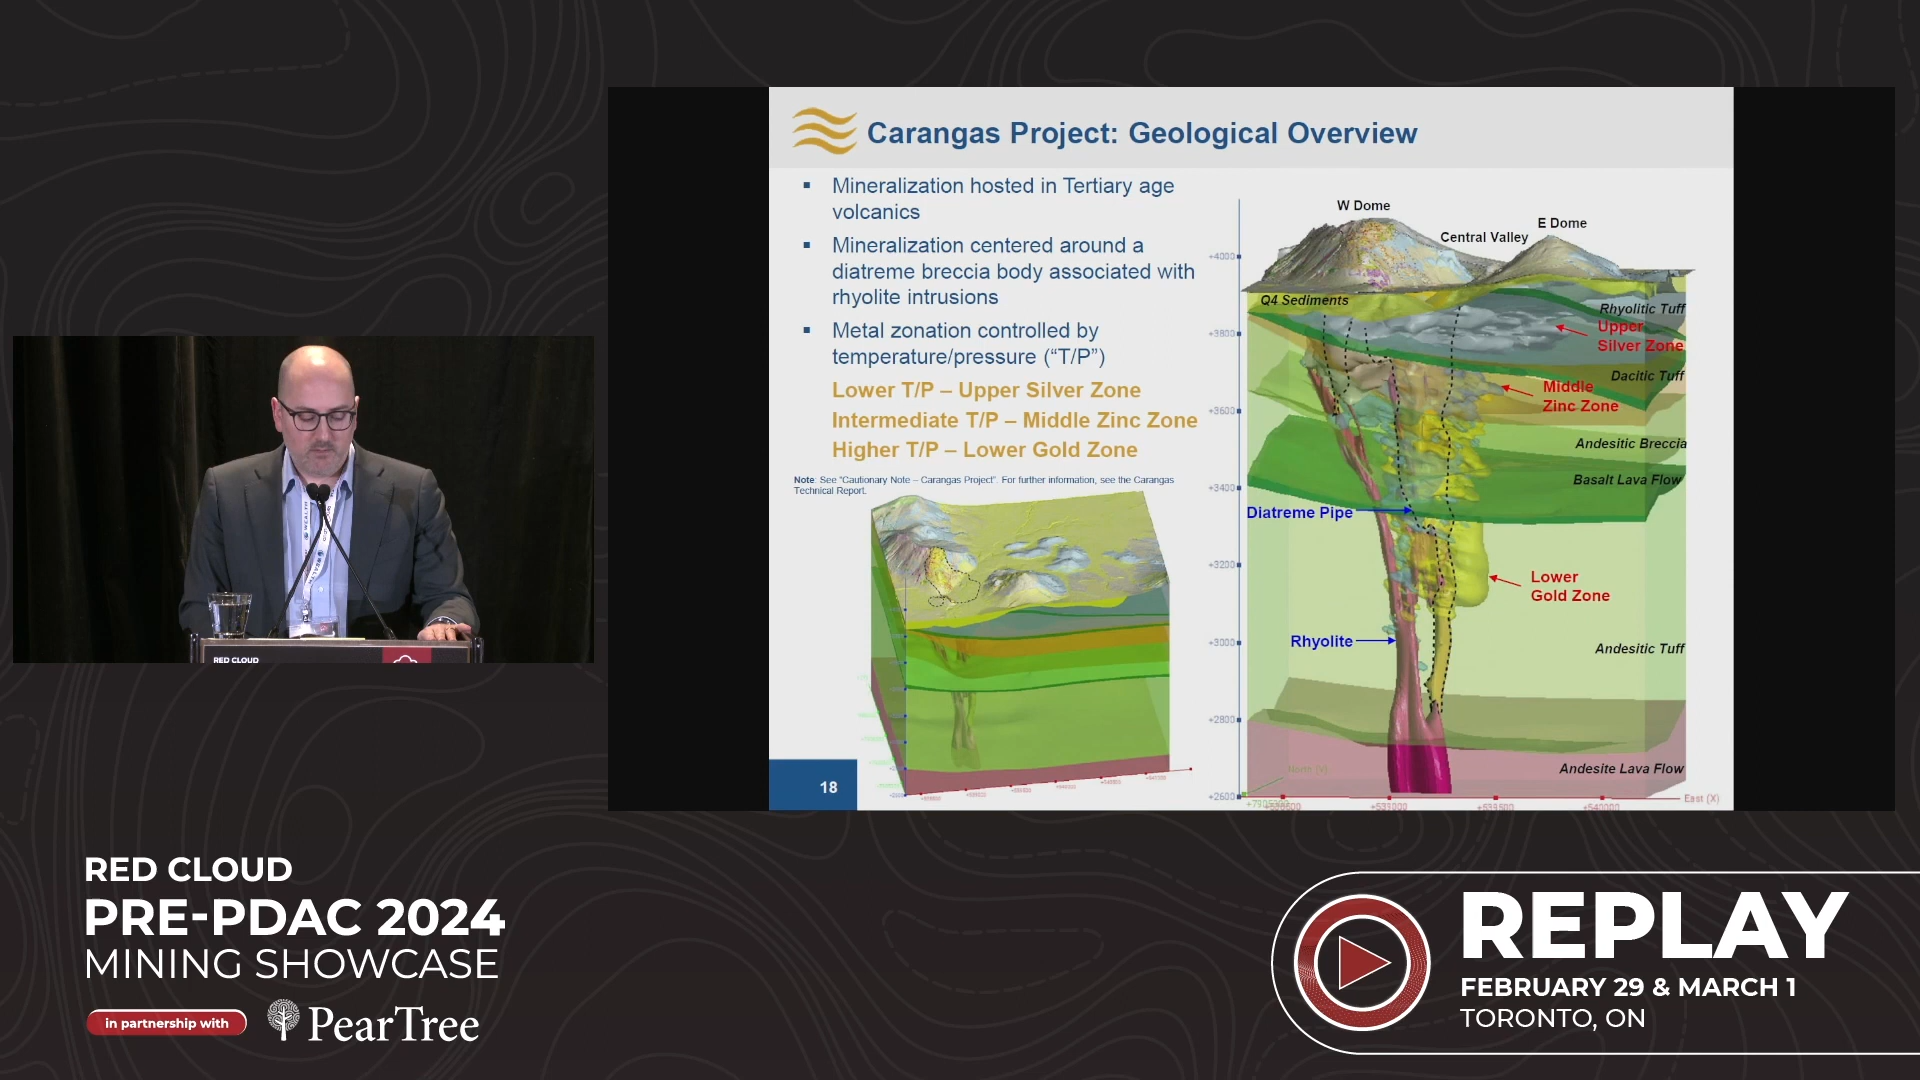 Carangas Project: Geological Overview
Mineralization hosted in Tertiary age
volcanics
Mineralization centered around a
diatreme breccia body associated with
rhyolite intrusions
Metal zonation controlled by
temperature/pressure (“T/P”)
Lower T/P – Upper Silver Zone
Intermediate T/P – Middle Zinc Zone
Higher T/P – Lower Gold Zone
Note: See “Cautionary Note – Carangas Project”. For further information, see the Carangas
Technical Report.
18
W Dome
E Dome
Central Valley
+4000
Q4 Sediments
Rhyolitic Tuff
Upper
Silver Zone
+3800
Dacitic Tuff
Middle
Zinc Zone
+3600
Andesitic Breccia
Basalt Lava Flow
+3400
Diatreme Pipe
+3200
Lower
Gold Zone
Rhyolite
+3000
Andesitic Tuff
+2800
Andesite Lava Flow
North (Y)
+2600
East (X)
RED CLOUD
RED CLOUD
PRE-PDAC 2024
MINING SHOWCASE
in partnership with
PearTree
REPLAY
FEBRUARY 29 & MARCH 1
TORONTO, ON